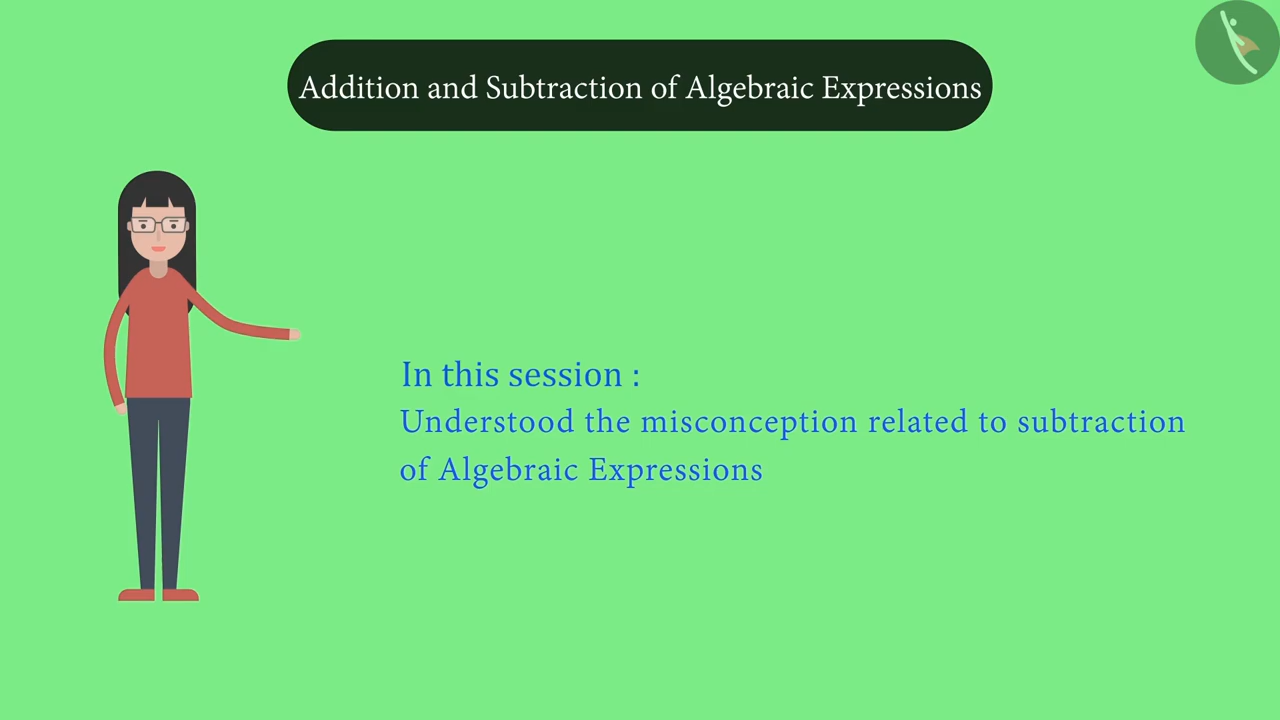 Addition and Subtraction of Algebraic Expressions
In this session :
Understood the misconception related to subtraction
of Algebraic Expressions